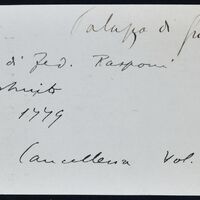 Palazzo di
di Fed. Rasponi
1779
Cancelleria Vol.